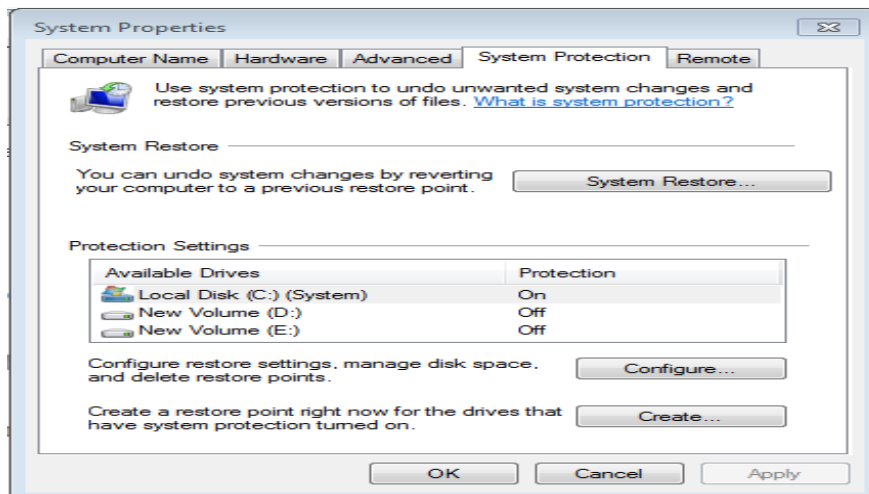 System Properties
Computer Name Hardware Advanced System Protection Remote
Use system protection to undo unwanted system changes and
restore previous versions of files. What is system protection?
System Restore
You can undo system changes by reverting
your computer to a previous restore point.
System Restore...
Protection Settings
Available Drives Protection
Local Disk (C:) (System) On
New Volume (D:) Off
New Volume (E:) Off
Configure restore settings, manage disk space,
and delete restore points.
Configure...
Create a restore point right now for the drives that
have system protection turned on.
Create...
OK Cancel Apply